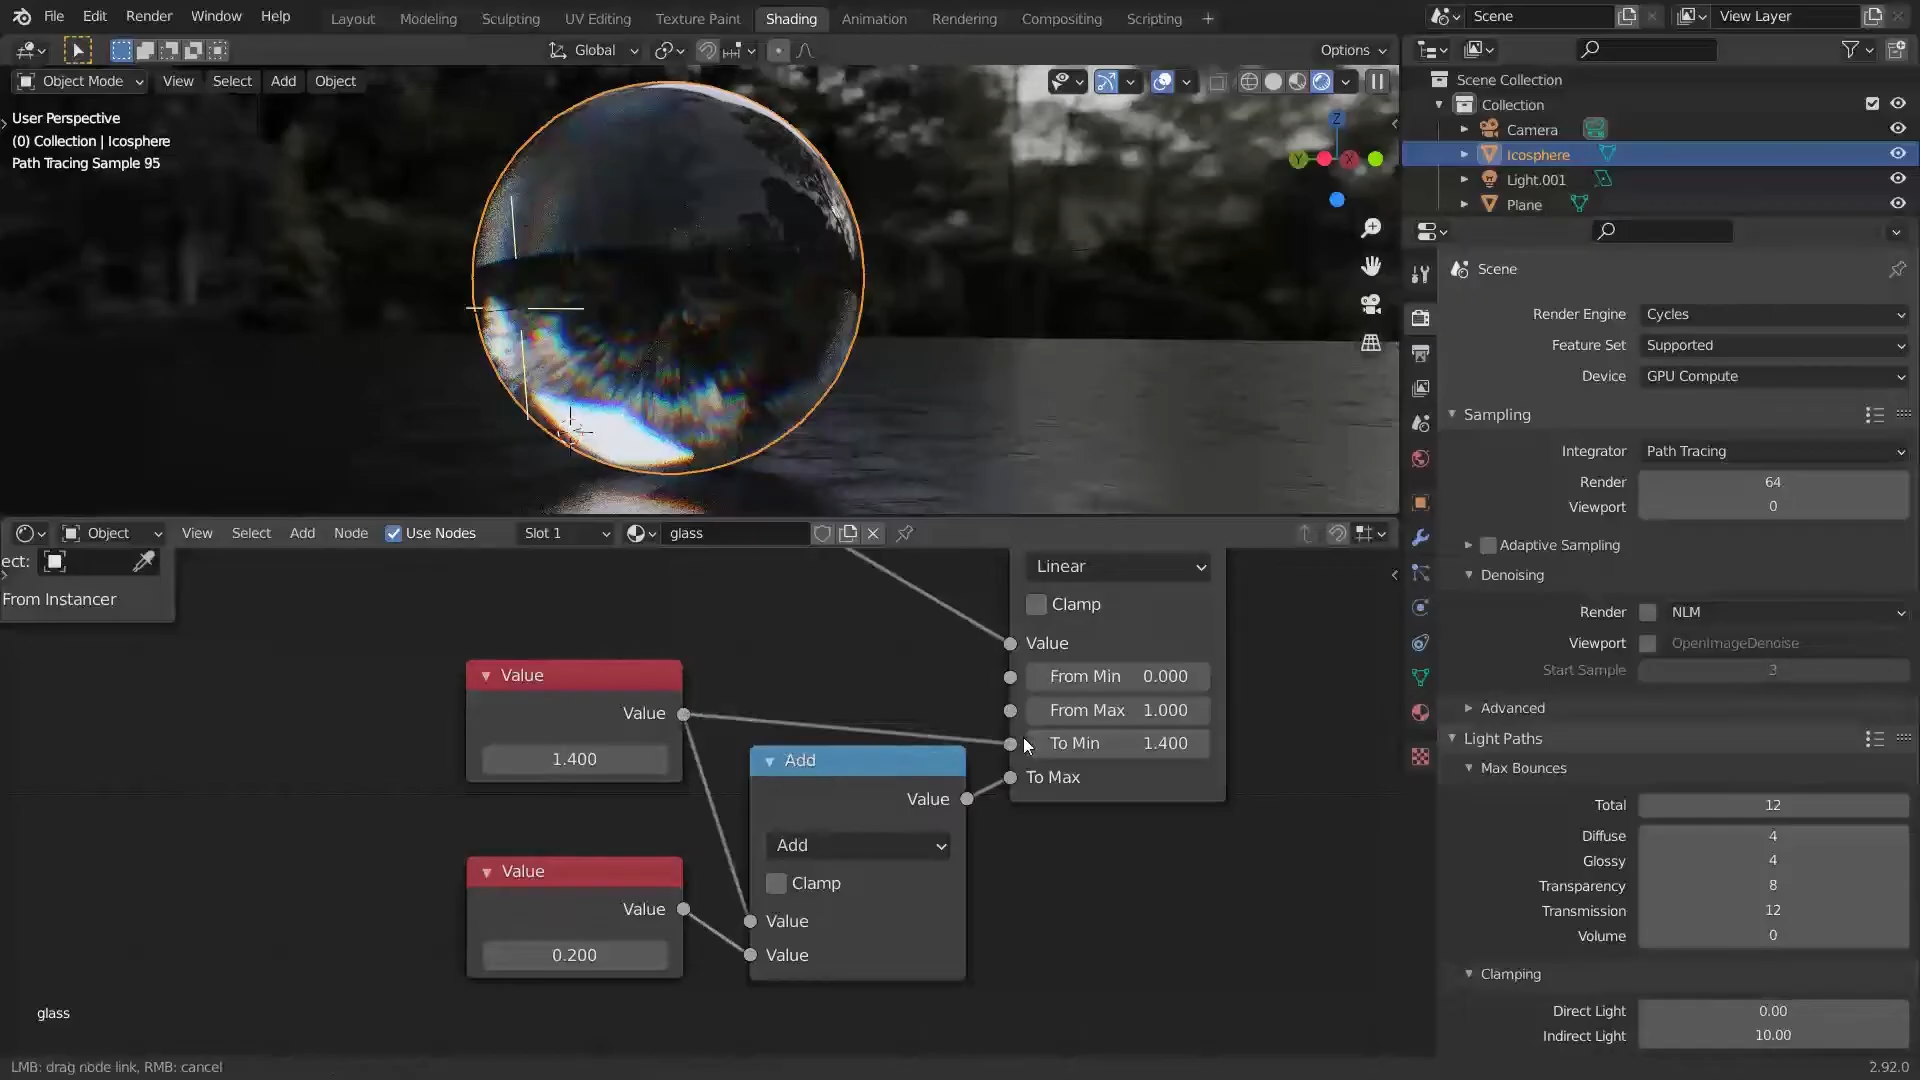 File Edit Render Window Help Layout Modeling Sculpting UV Editing Texture Paint Shading Animation Rendering Compositing Scripting + Scene View Layer
Global Options
Object Mode View Select Add Object
User Perspective
(0) Collection | Icosphere
Path Tracing Sample 95
Z
Y
X
Scene Collection
Collection
Camera
Icosphere
Light.001
Plane
Scene
Render Engine Cycles
Feature Set Supported
Device GPU Compute
Sampling
Integrator Path Tracing
Render 64
Viewport 0
Adaptive Sampling
Denoising
Render NLM
Viewport OpenImageDenoise
Start Sample 3
Advanced
Light Paths
Max Bounces
Total 12
Diffuse 4
Glossy 4
Transparency 8
Transmission 12
Volume 0
Clamping
Direct Light 0.00
Indirect Light 10.00
Object View Select Add Node Use Nodes Slot 1 glass
ect:
From Instancer
Linear
Clamp
Value
From Min 0.000
From Max 1.000
To Min 1.400
To Max
Value
Value
1.400
Add
Value
Add
Clamp
Value
Value
Value
Value
0.200
glass
LMB: drag node link, RMB: cancel
2.92.0